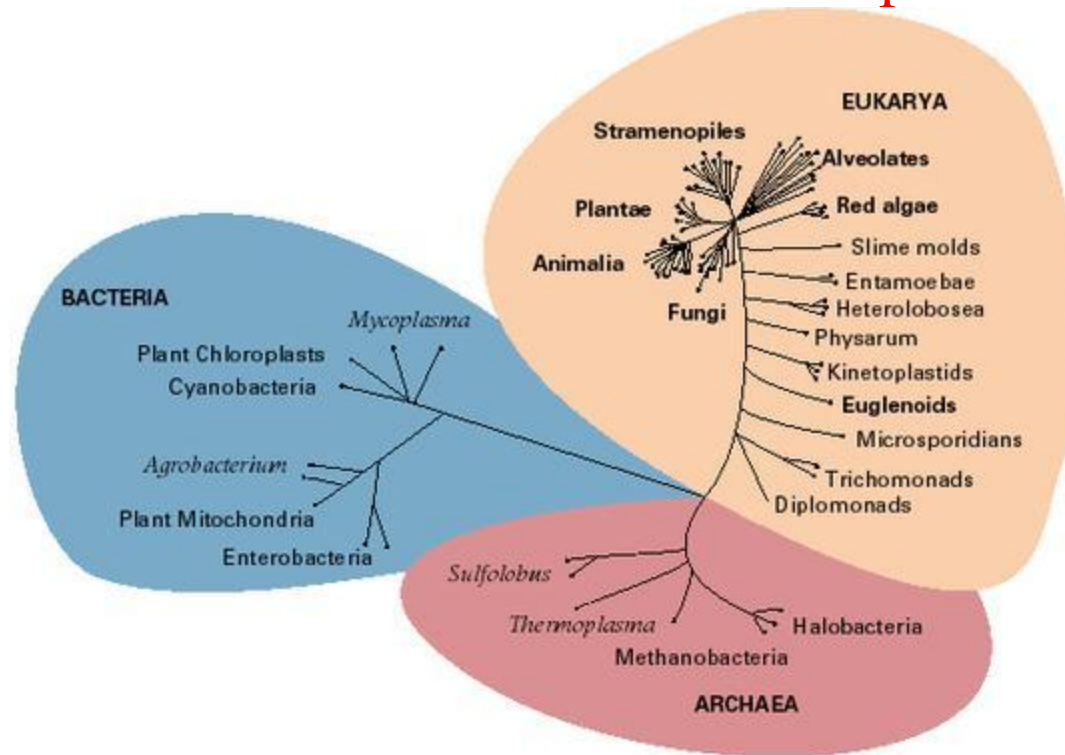 EUKARYA
Stramenopiles
Alveolates
Plantae
Red algae
Animalia
Slime molds
Entamoebae
Fungi
Heterolobosea
Physarum
Kinetoplastids
Euglenoids
Microsporidians
Trichomonads
Diplomonads
BACTERIA
Mycoplasma
Plant Chloroplasts
Cyanobacteria
Agrobacterium
Plant Mitochondria
Enterobacteria
Sulfolobus
Thermoplasma
Halobacteria
Methanobacteria
ARCHAEA